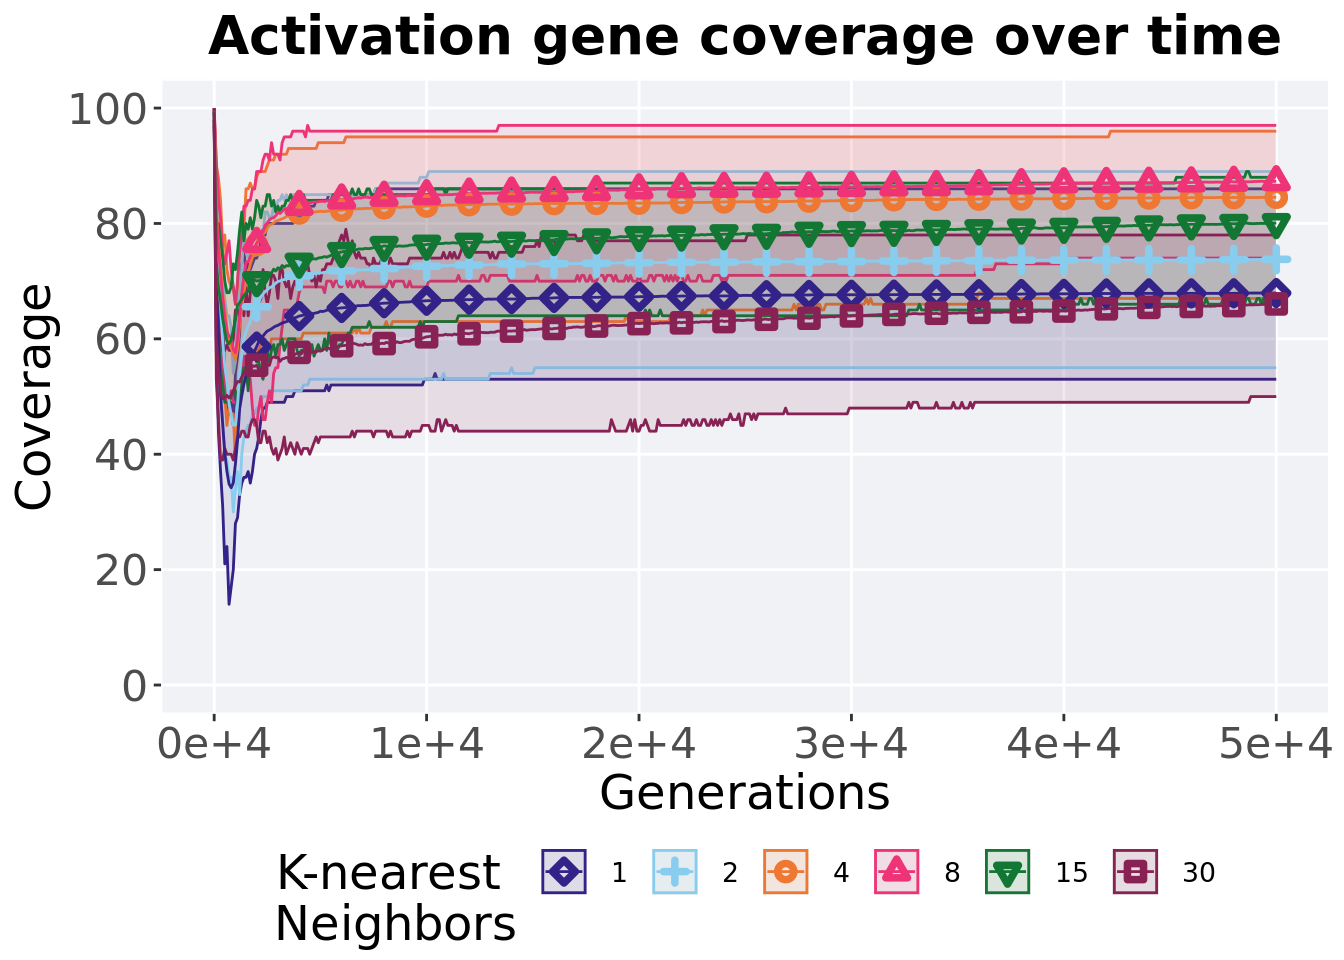 Activation gene coverage over time
100
80
60
40
20
0
Coverage
0e+4 1e+4 2e+4 3e+4 4e+4 5e+4
Generations
K-nearest
Neighbors
1 2 4 8 15 30